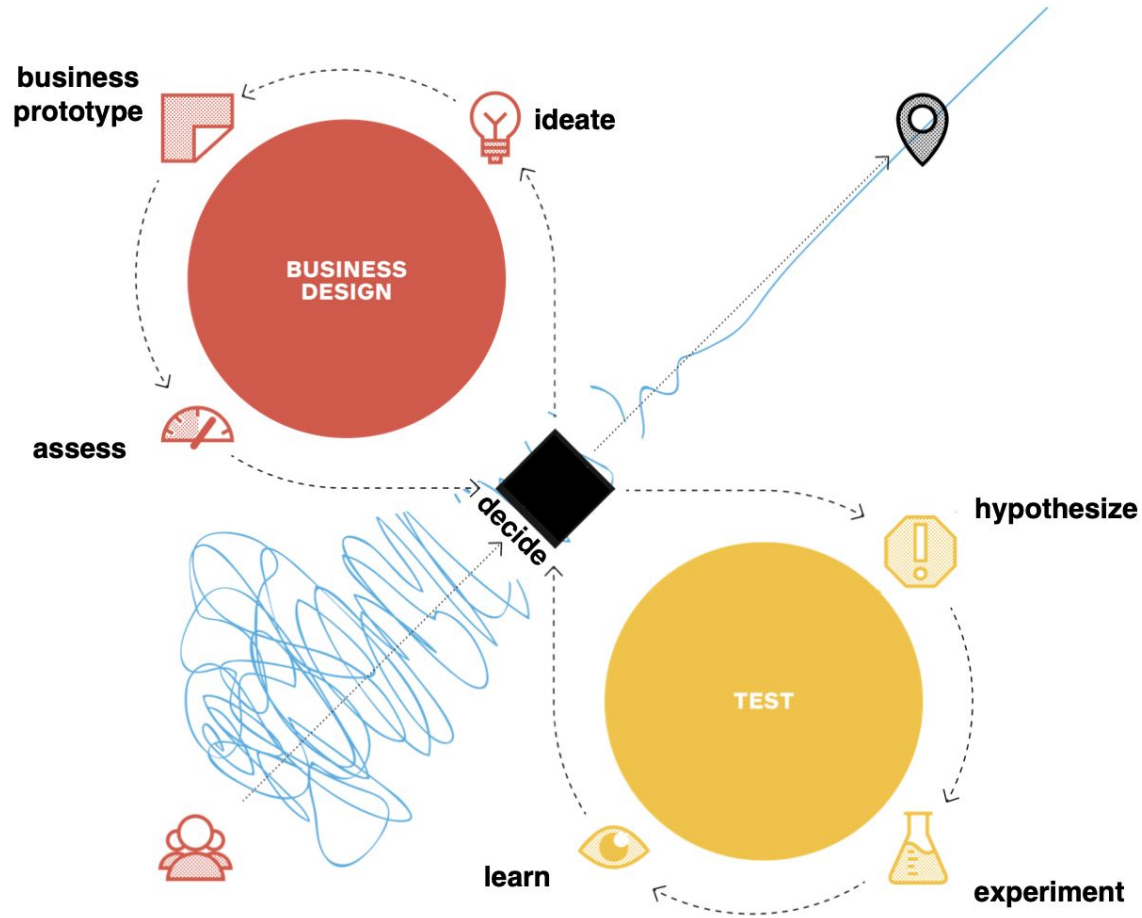 business
prototype
ideate
BUSINESS
DESIGN
assess
decide
hypothesize
TEST
learn
experiment